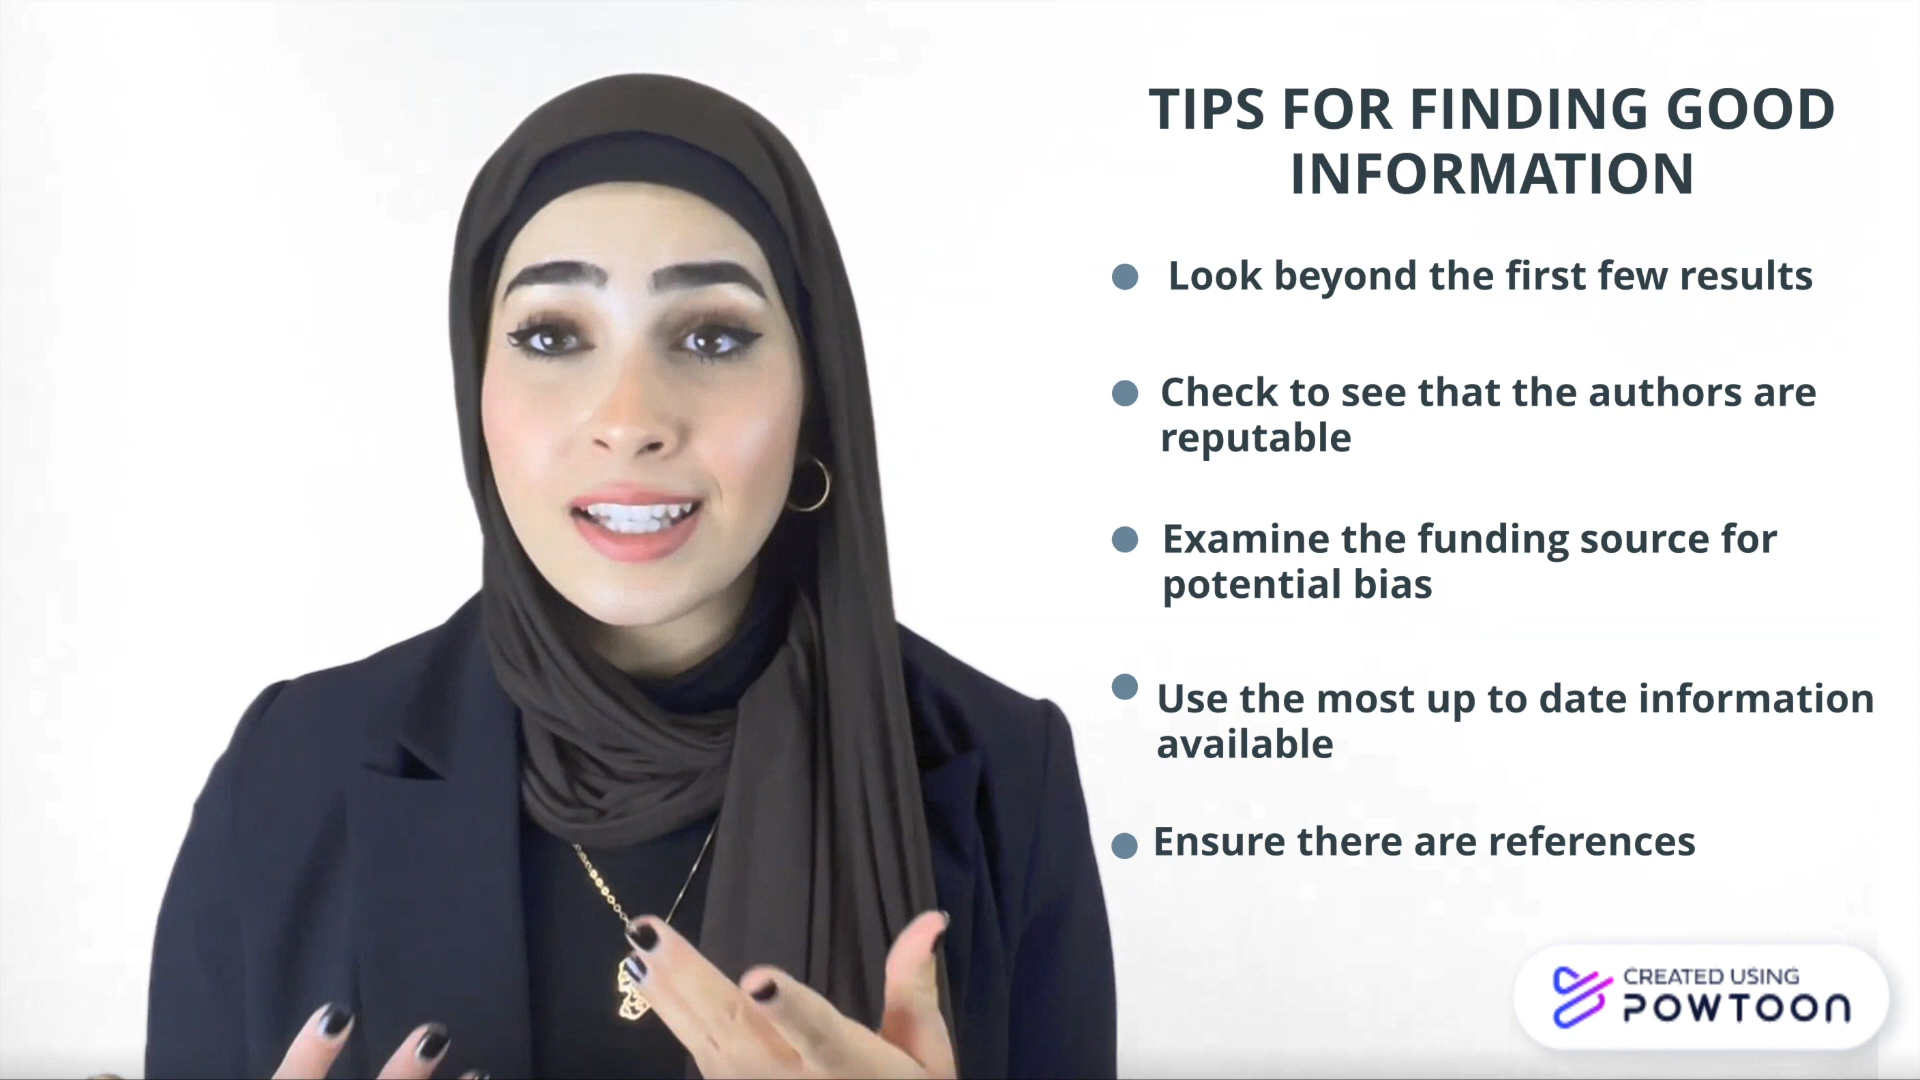 TIPS FOR FINDING GOOD
INFORMATION
Look beyond the first few results
Check to see that the authors are
reputable
Examine the funding source for
potential bias
Use the most up to date information
available
Ensure there are references
CREATED USING
POWTOON